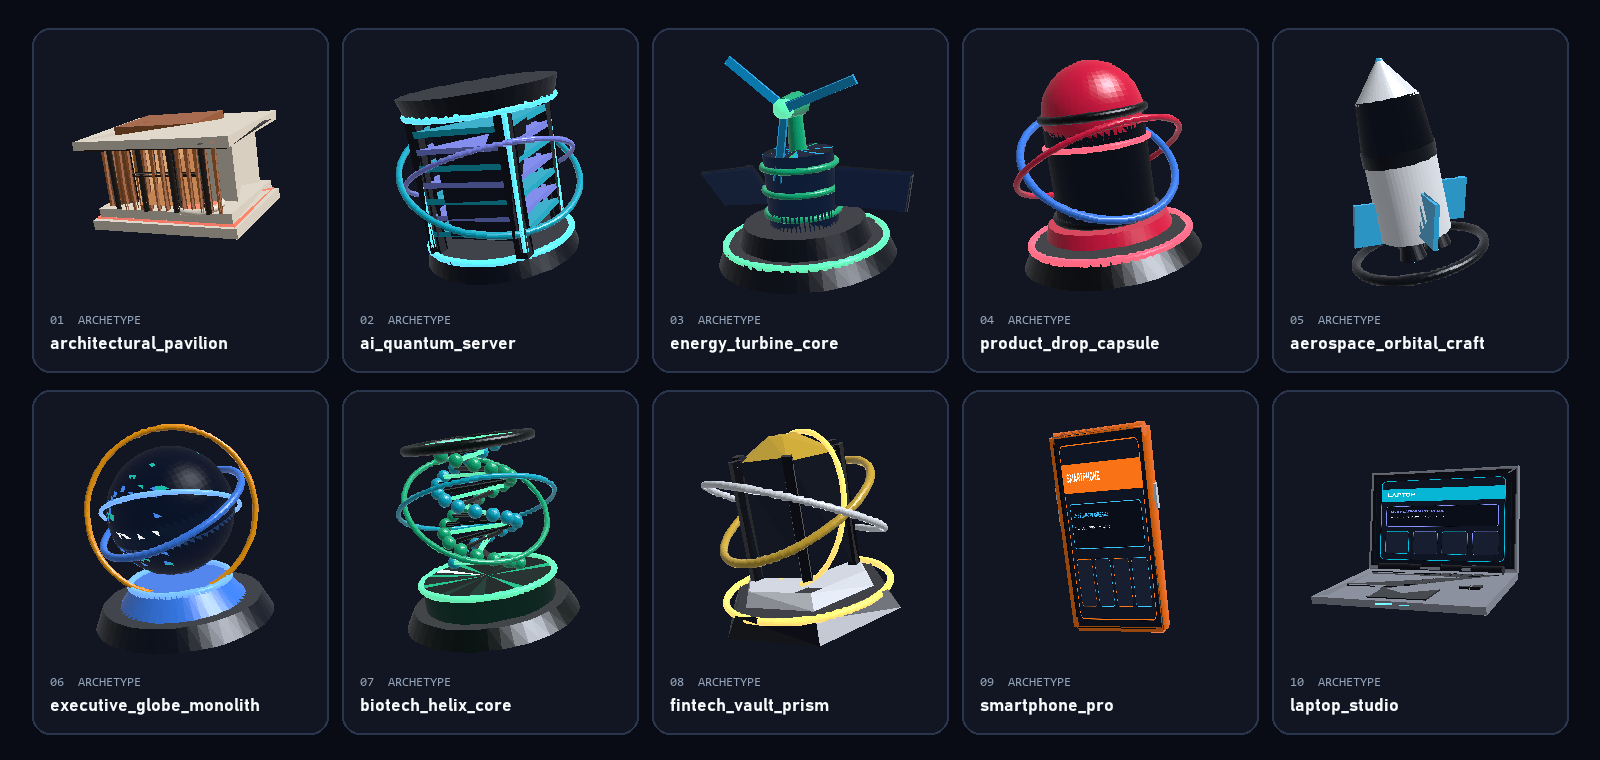 01 ARCHETYPE
architectural_pavilion
02 ARCHETYPE
ai_quantum_server
03 ARCHETYPE
energy_turbine_core
04 ARCHETYPE
product_drop_capsule
05 ARCHETYPE
aerospace_orbital_craft
06 ARCHETYPE
executive_globe_monolith
07 ARCHETYPE
biotech_helix_core
08 ARCHETYPE
fintech_vault_prism
SMARTPHONE
09 ARCHETYPE
smartphone_pro
LAPTOP
10 ARCHETYPE
laptop_studio